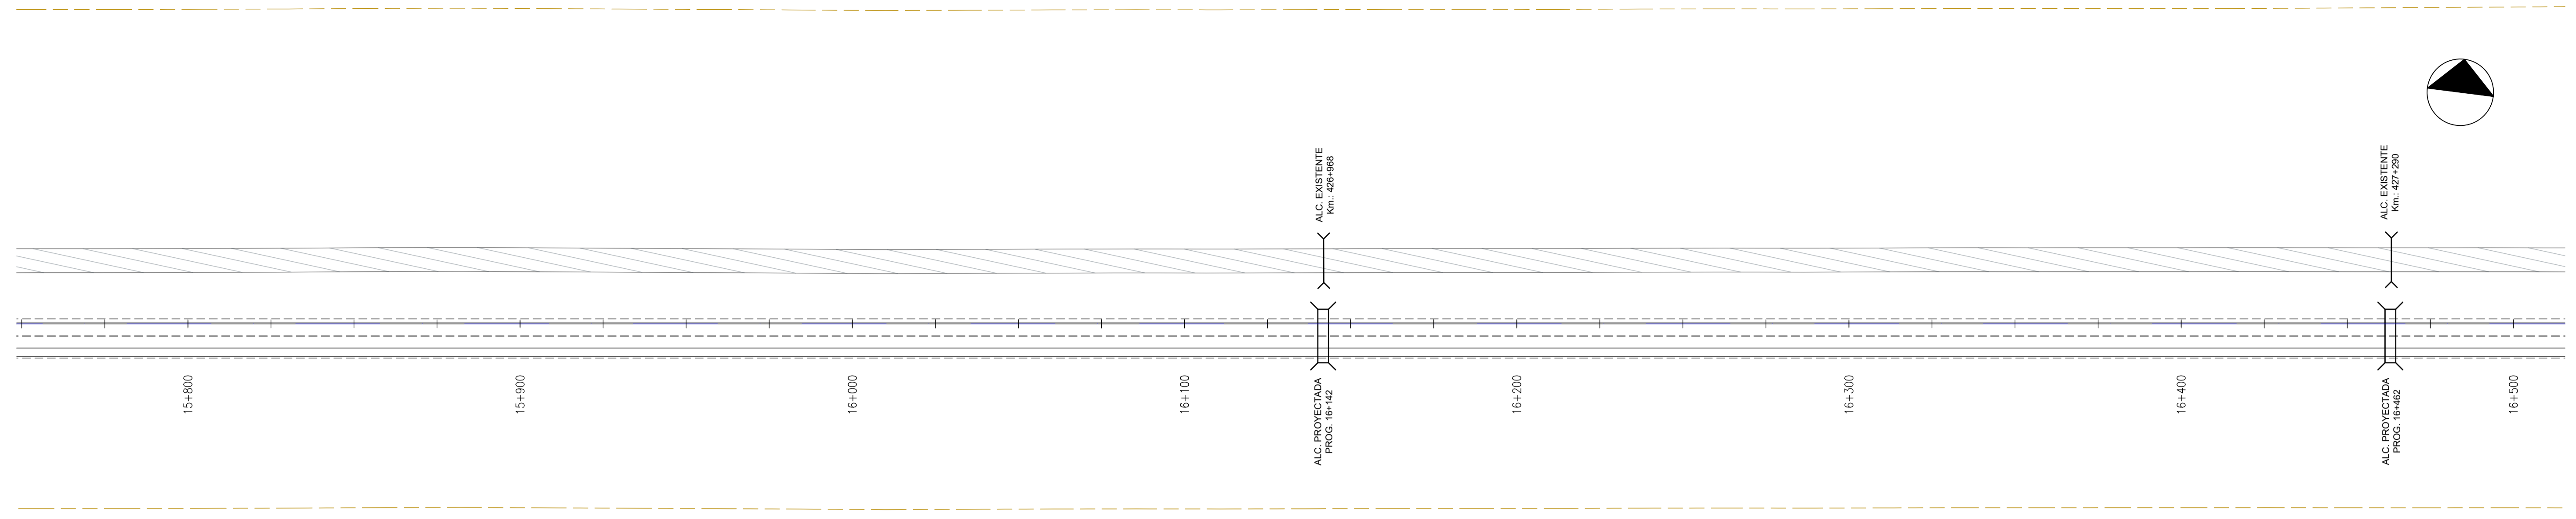 ALC. EXISTENTE
Km.: 426+968
ALC. EXISTENTE
Km.: 427+290
15+800
15+900
16+000
16+100
ALC. PROYECTADA
PROG. 16+142
16+200
16+300
16+400
ALC. PROYECTADA
PROG. 16+462
16+500